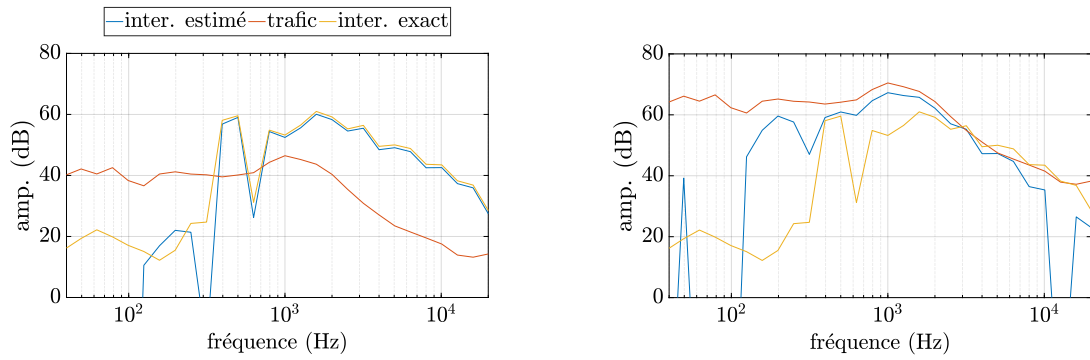 inter. estimé trafic inter. exact
80
60
40
20
0
amp. (dB)
10² 10³ 10⁴
fréquence (Hz)
80
60
40
20
0
amp. (dB)
10² 10³ 10⁴
fréquence (Hz)